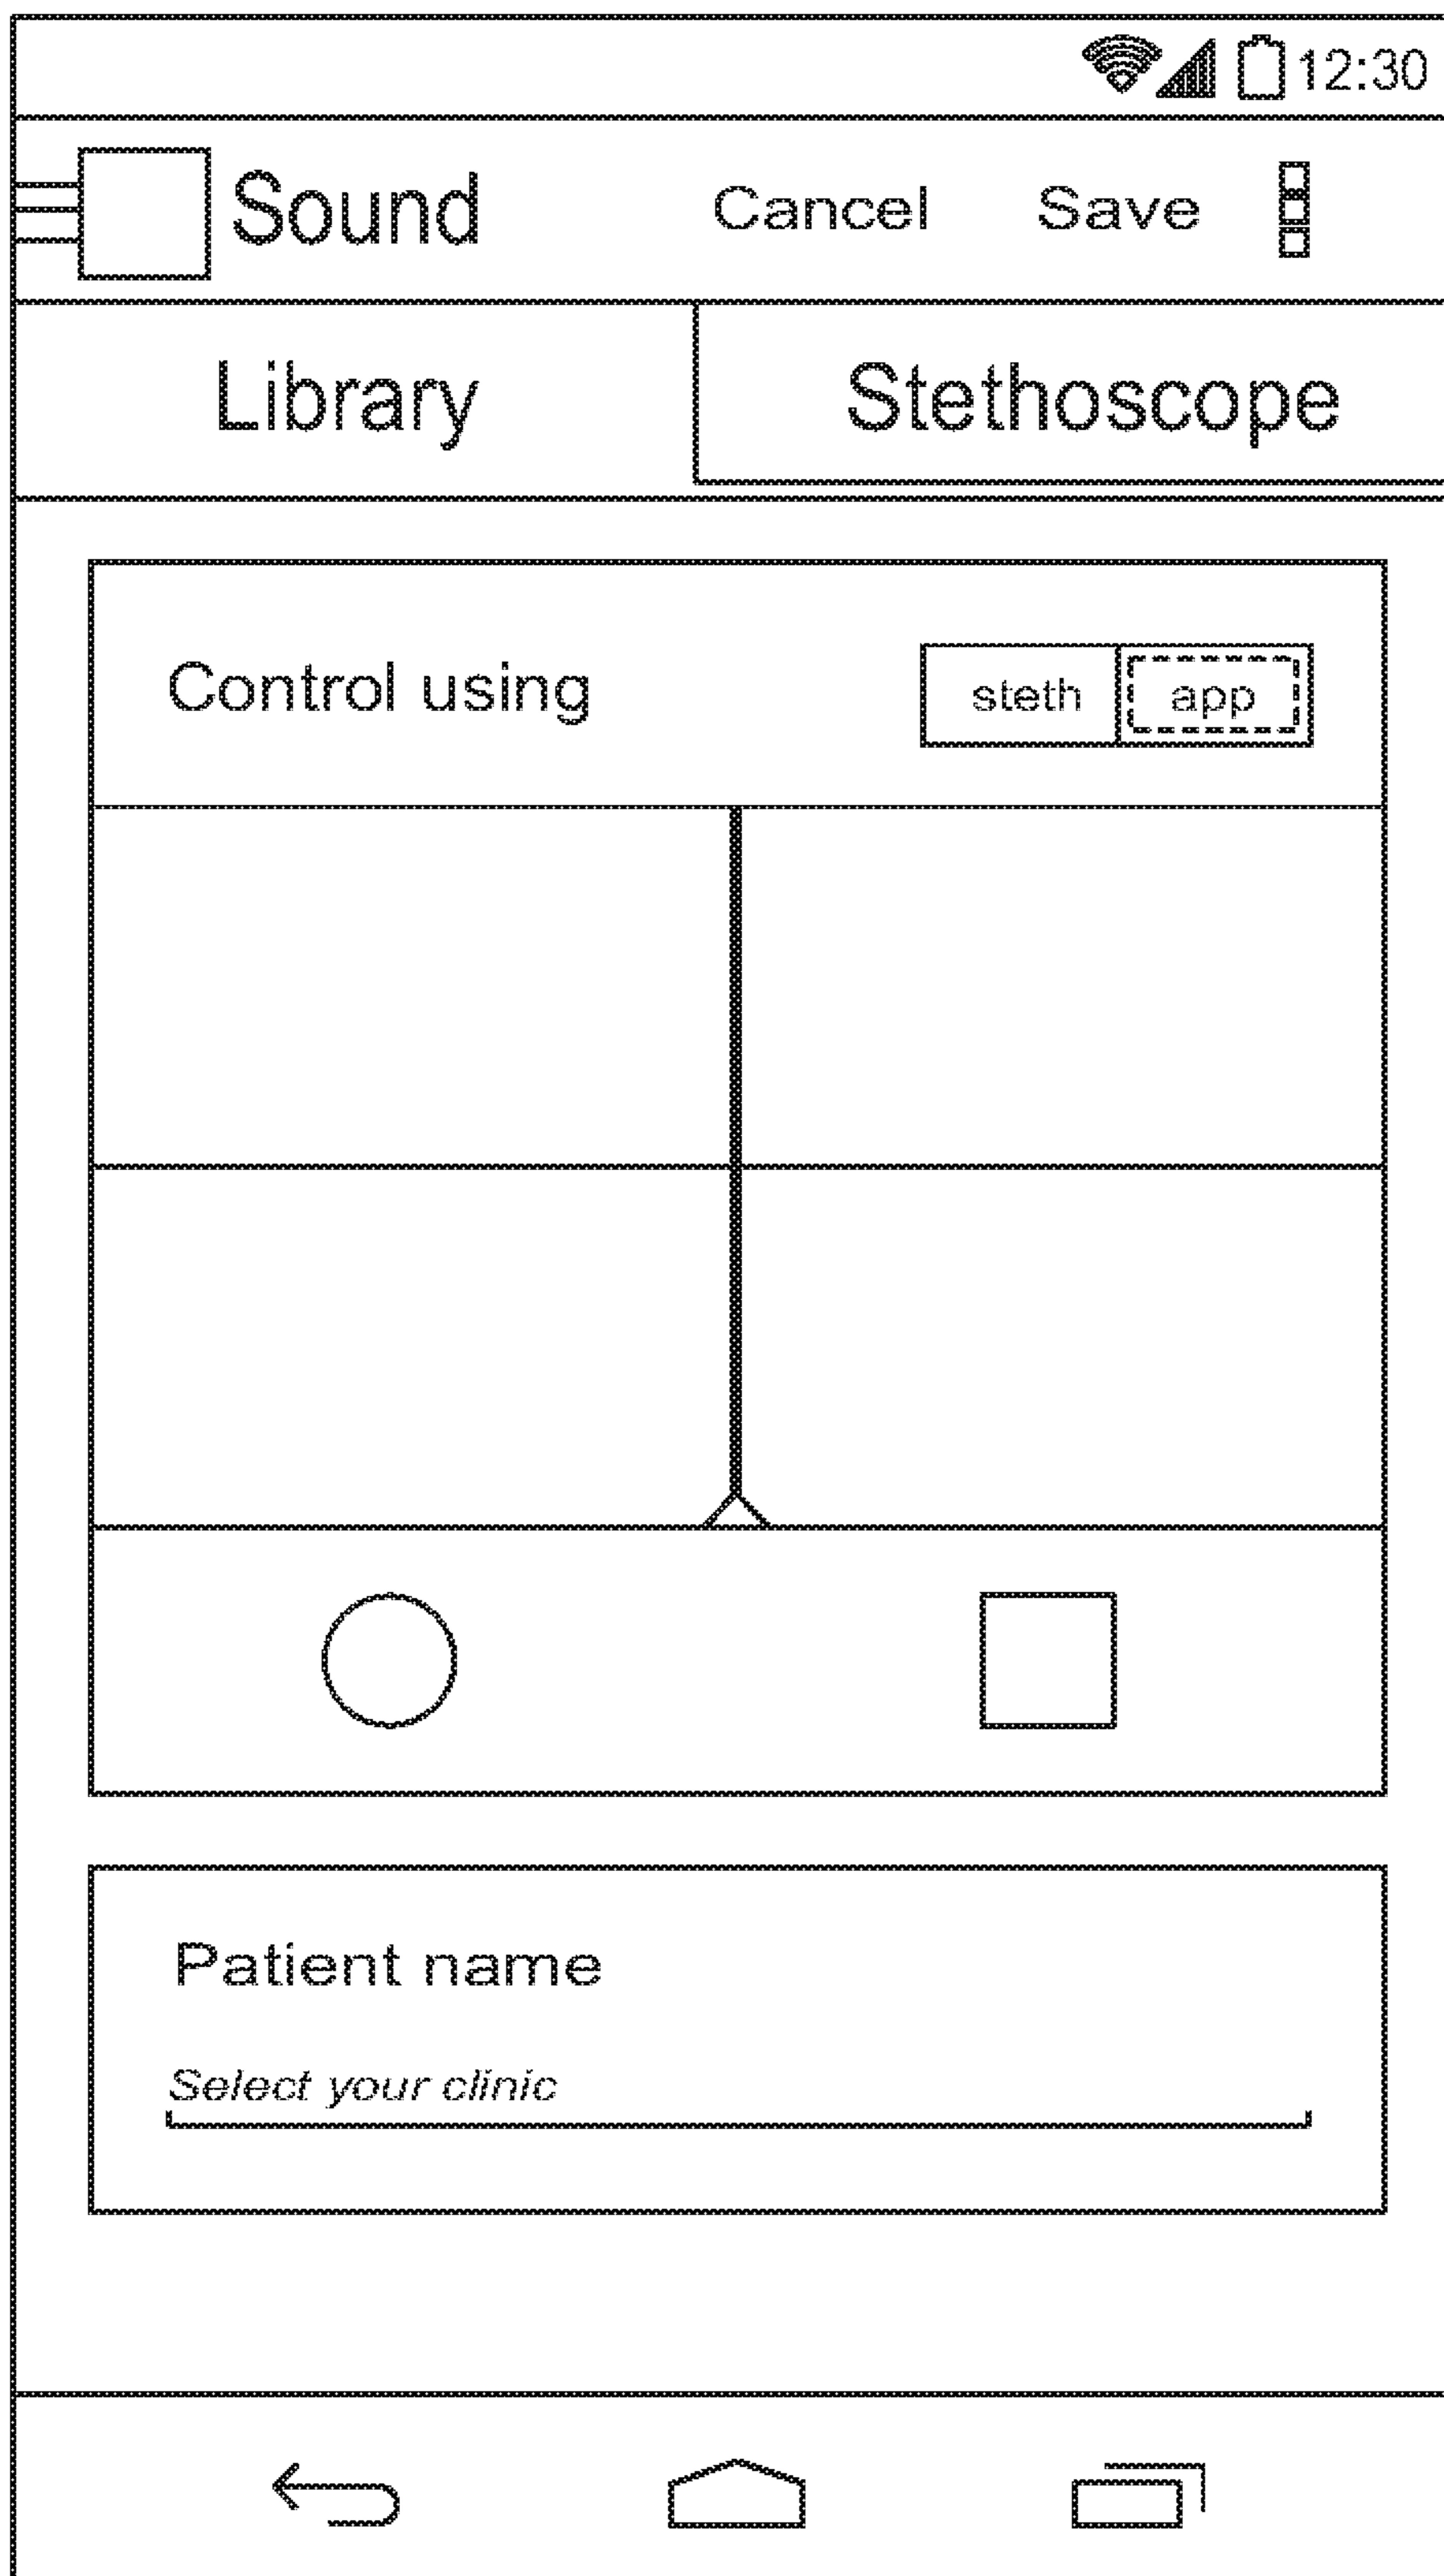 12:30
Sound Cancel Save
Library Stethoscope
Control using steth app
Patient name
Select your clinic